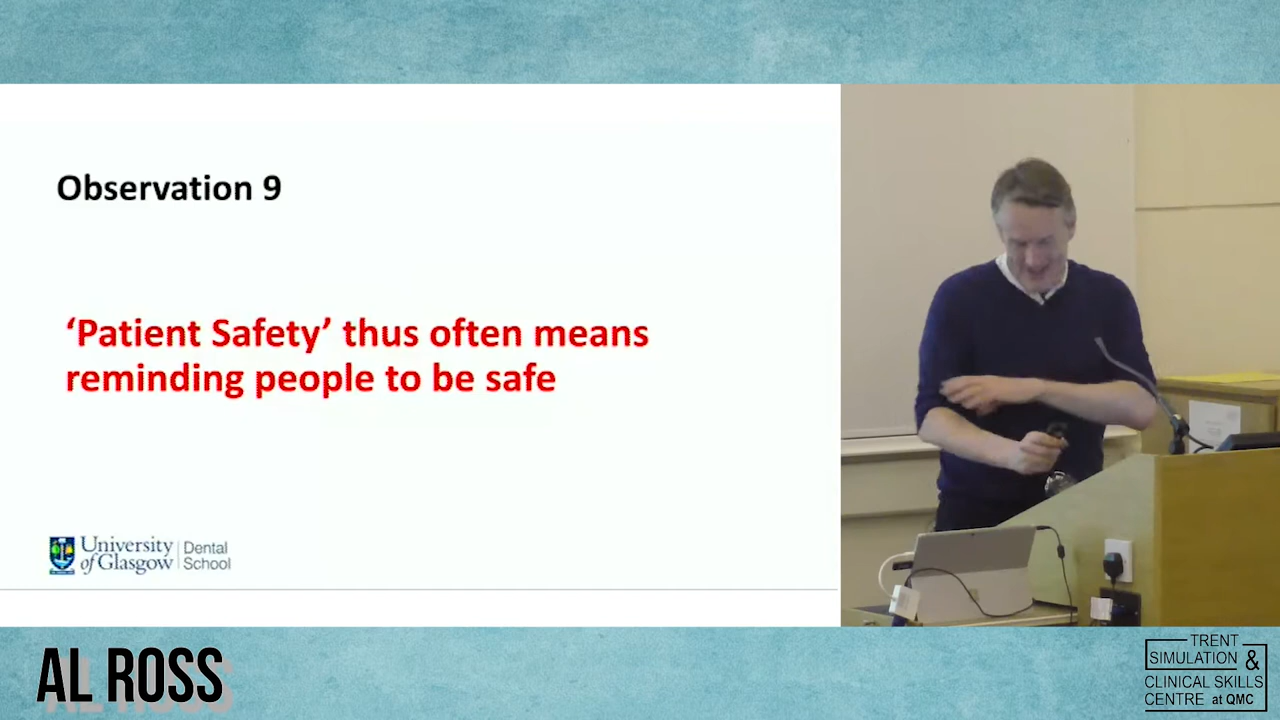 Observation 9
‘Patient Safety’ thus often means
reminding people to be safe
University
of Glasgow
Dental
School
AL ROSS
TRENT
SIMULATION &
CLINICAL SKILLS
CENTRE at QMC